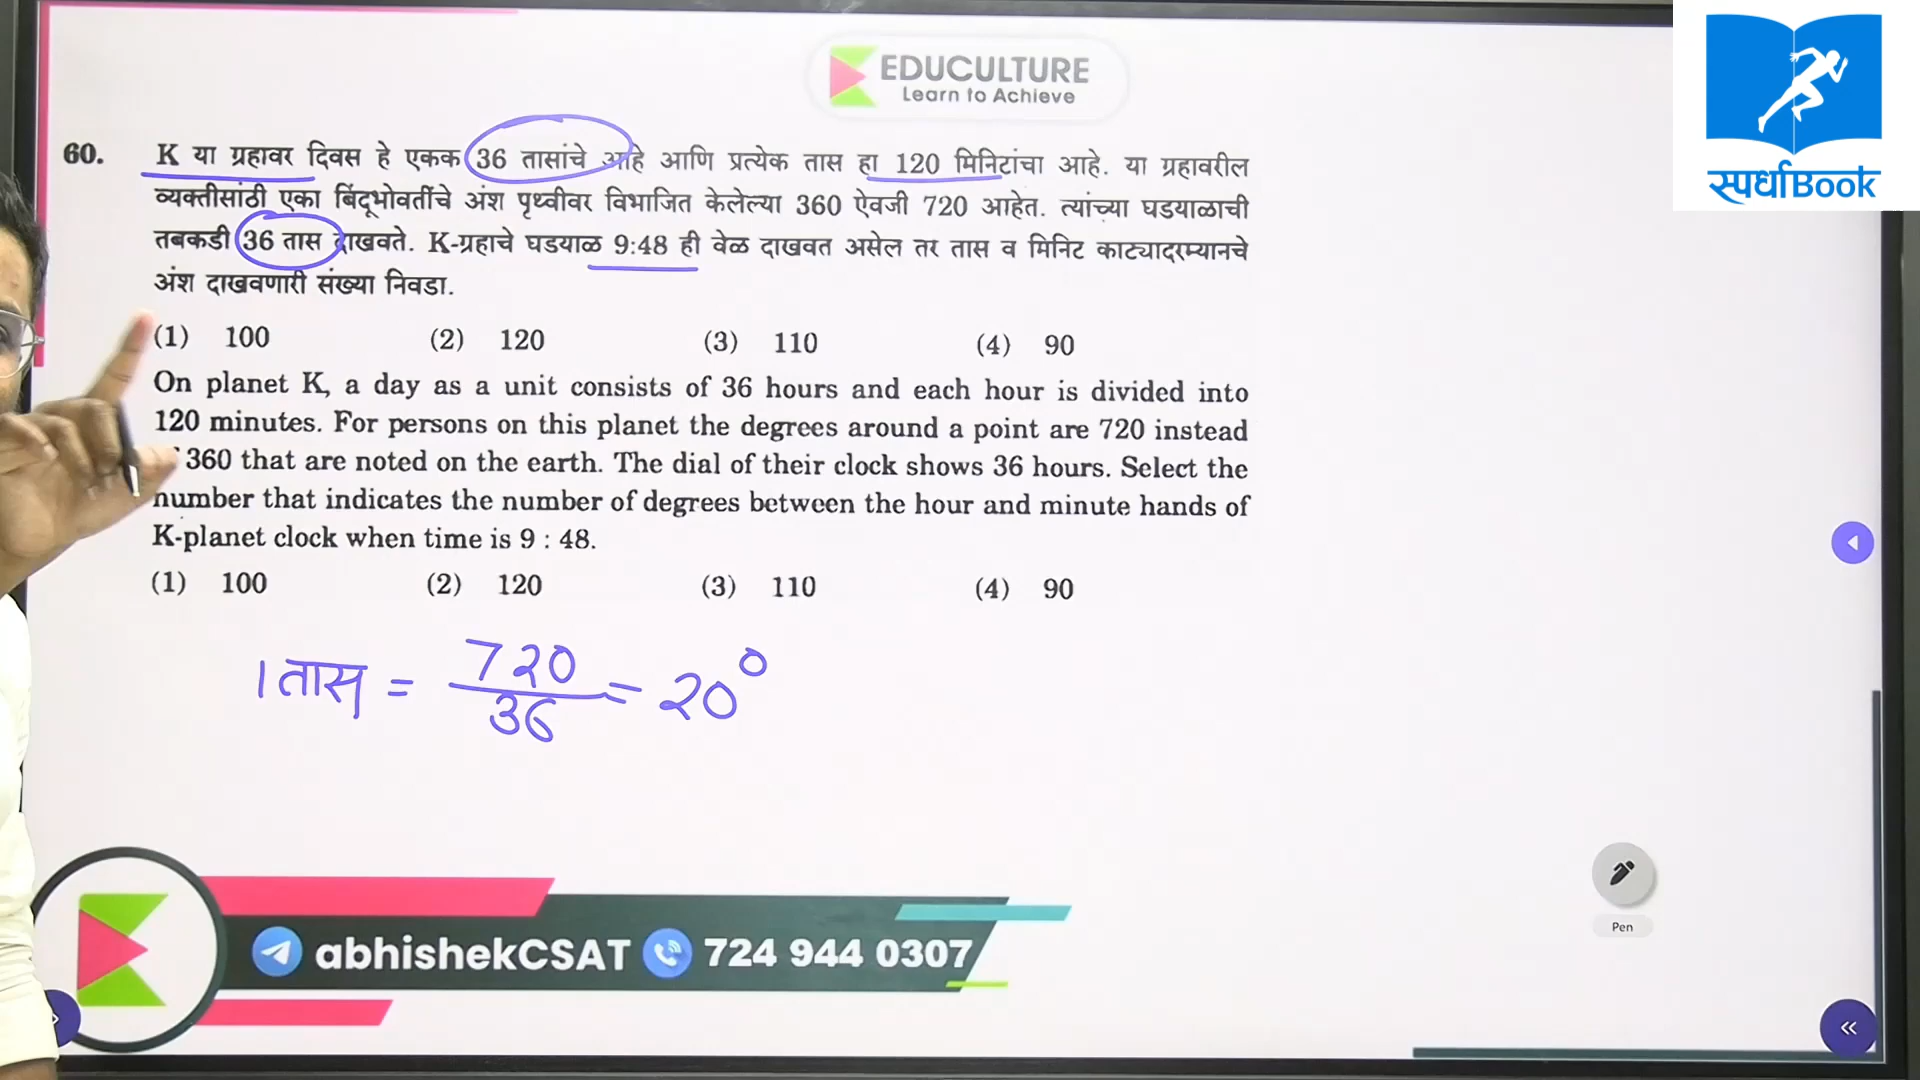 EDUCULTURE
Learn to Achieve
स्पर्धाBook
60. K या ग्रहावर दिवस हे एकक 36 तासांचे आहे आणि प्रत्येक तास हा 120 मिनिटांचा आहे. या ग्रहावरील
व्यक्तीसाठी एका बिंदूभोवतींचे अंश पृथ्वीवर विभाजित केलेल्या 360 ऐवजी 720 आहेत. त्यांच्या घडयाळाची
तबकडी 36 तास दाखवते. K-ग्रहाचे घडयाळ 9:48 ही वेळ दाखवत असेल तर तास व मिनिट काट्यादरम्यानचे
अंश दाखवणारी संख्या निवडा.
(1) 100 (2) 120 (3) 110 (4) 90
On planet K, a day as a unit consists of 36 hours and each hour is divided into
120 minutes. For persons on this planet the degrees around a point are 720 instead
360 that are noted on the earth. The dial of their clock shows 36 hours. Select the
number that indicates the number of degrees between the hour and minute hands of
K-planet clock when time is 9 : 48.
(1) 100 (2) 120 (3) 110 (4) 90
1 तास = 720/36 = 20°
Pen
abhishekCSAT 724 944 0307